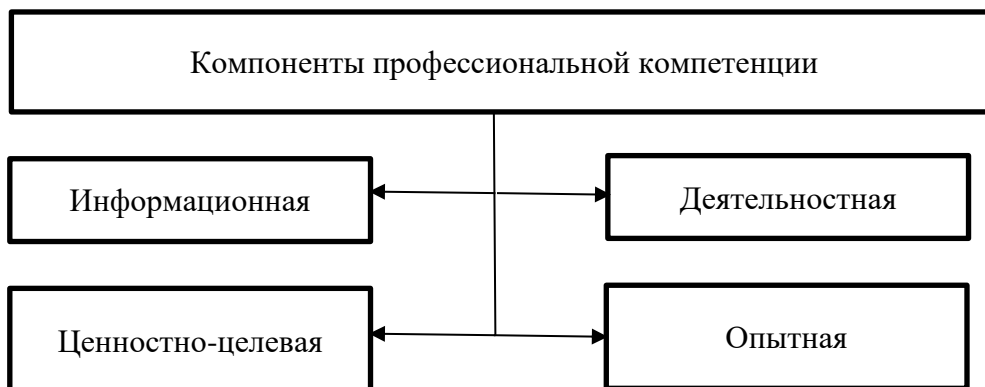 Компоненты профессиональной компетенции
Информационная
Деятельностная
Ценностно-целевая
Опытная